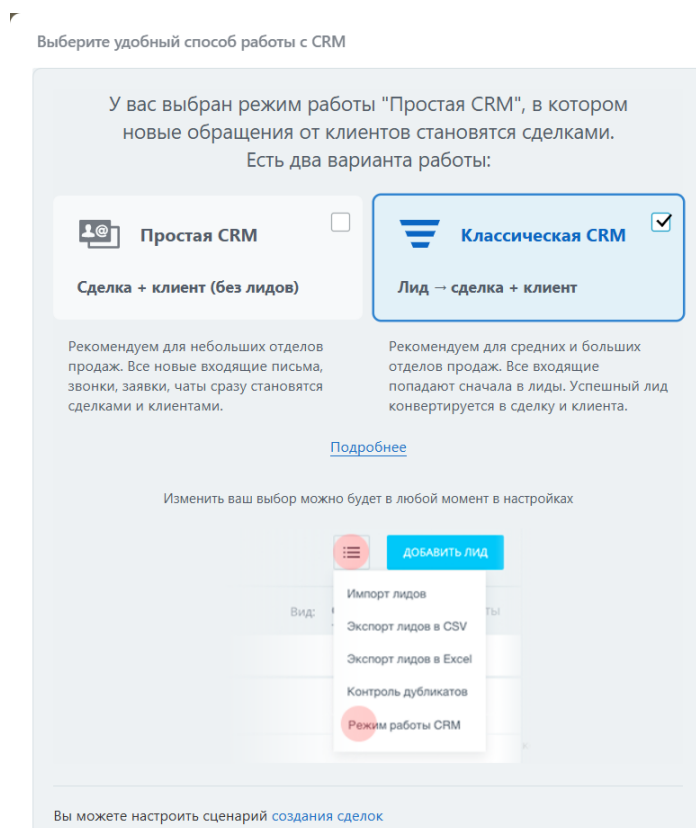 Выберите удобный способ работы с CRM
У вас выбран режим работы "Простая CRM", в котором
новые обращения от клиентов становятся сделками.
Есть два варианта работы:
Простая CRM
Сделка + клиент (без лидов)
Классическая CRM
Лид → сделка + клиент
Рекомендуем для небольших отделов
продаж. Все новые входящие письма,
звонки, заявки, чаты сразу становятся
сделками и клиентами.
Рекомендуем для средних и больших
отделов продаж. Все входящие
попадают сначала в лиды. Успешный лид
конвертируется в сделку и клиента.
Подробнее
Изменить ваш выбор можно будет в любой момент в настройках
ДОБАВИТЬ ЛИД
Вид:
Импорт лидов
Экспорт лидов в CSV
Экспорт лидов в Excel
Контроль дубликатов
Режим работы CRM
Вы можете настроить сценарий создания сделок